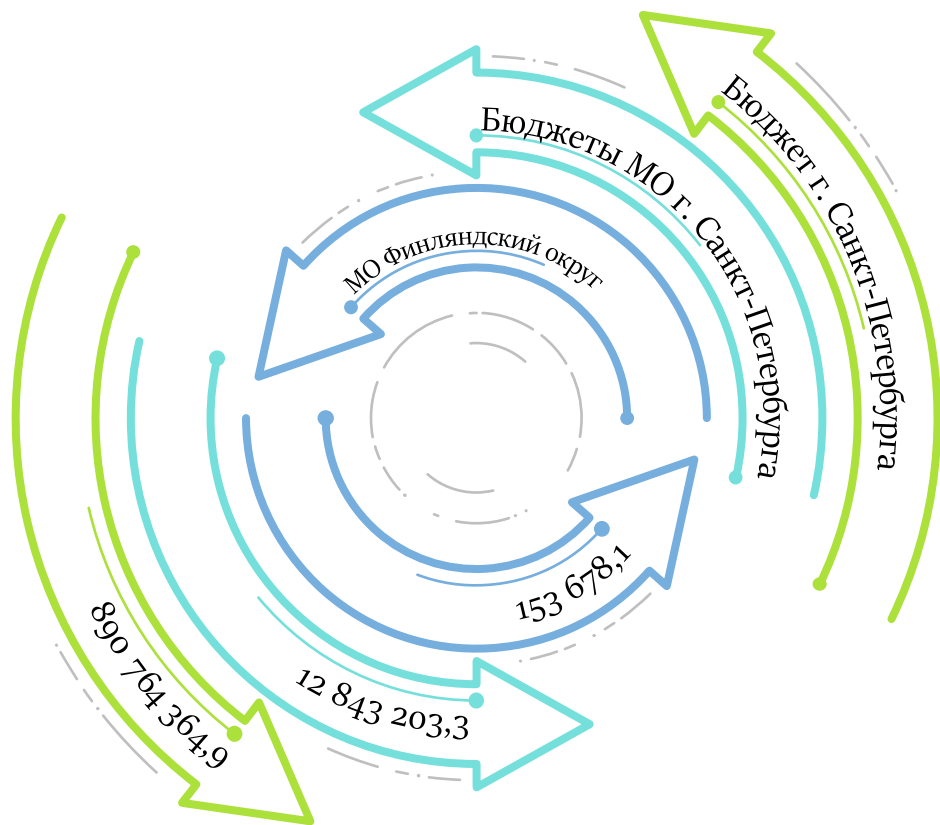 Бюджет г. Санкт-Петербурга
Бюджеты МО г. Санкт-Петербурга
МО Финляндский округ
153 678,1
12 843 203,3
890 764 364,9